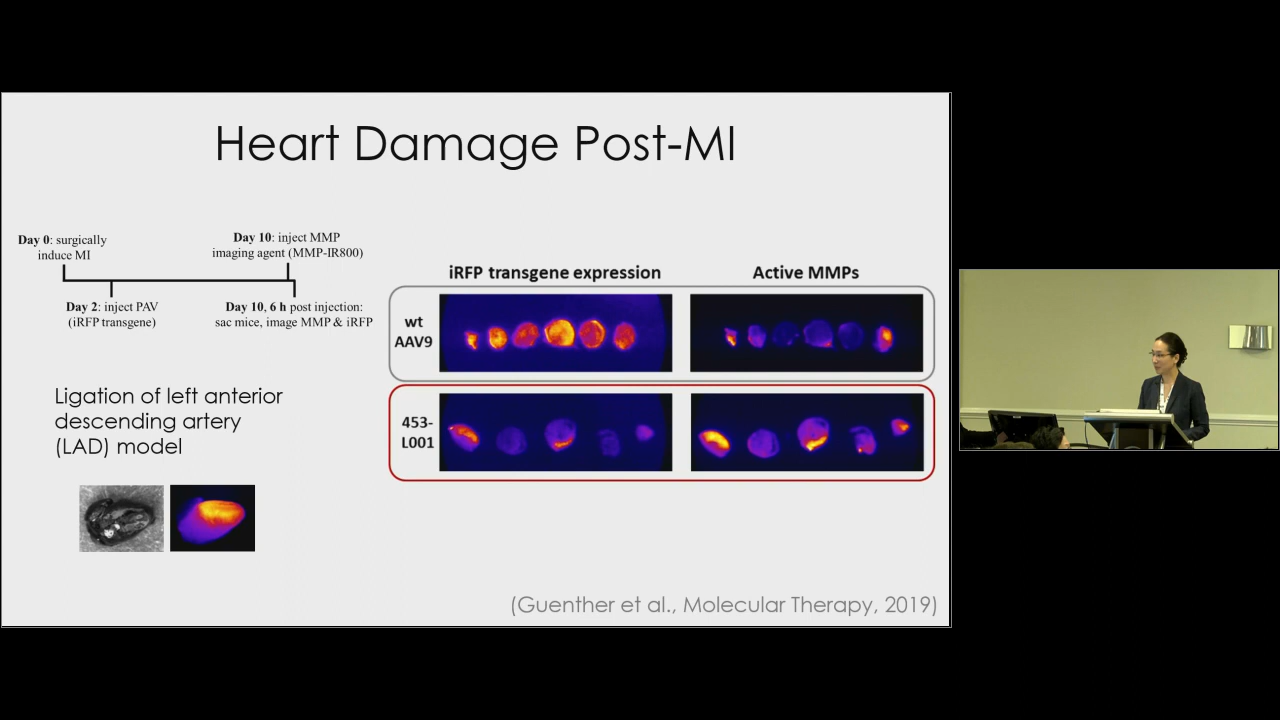 Heart Damage Post-MI
Day 0: surgically
induce MI
Day 10: inject MMP
imaging agent (MMP-IR800)
Day 2: inject PAV
(iRFP transgene)
Day 10, 6 h post injection:
sac mice, image MMP & iRFP
Ligation of left anterior
descending artery
(LAD) model
iRFP transgene expression
Active MMPs
wt
AAV9
453-
L001
(Guenther et al., Molecular Therapy, 2019)